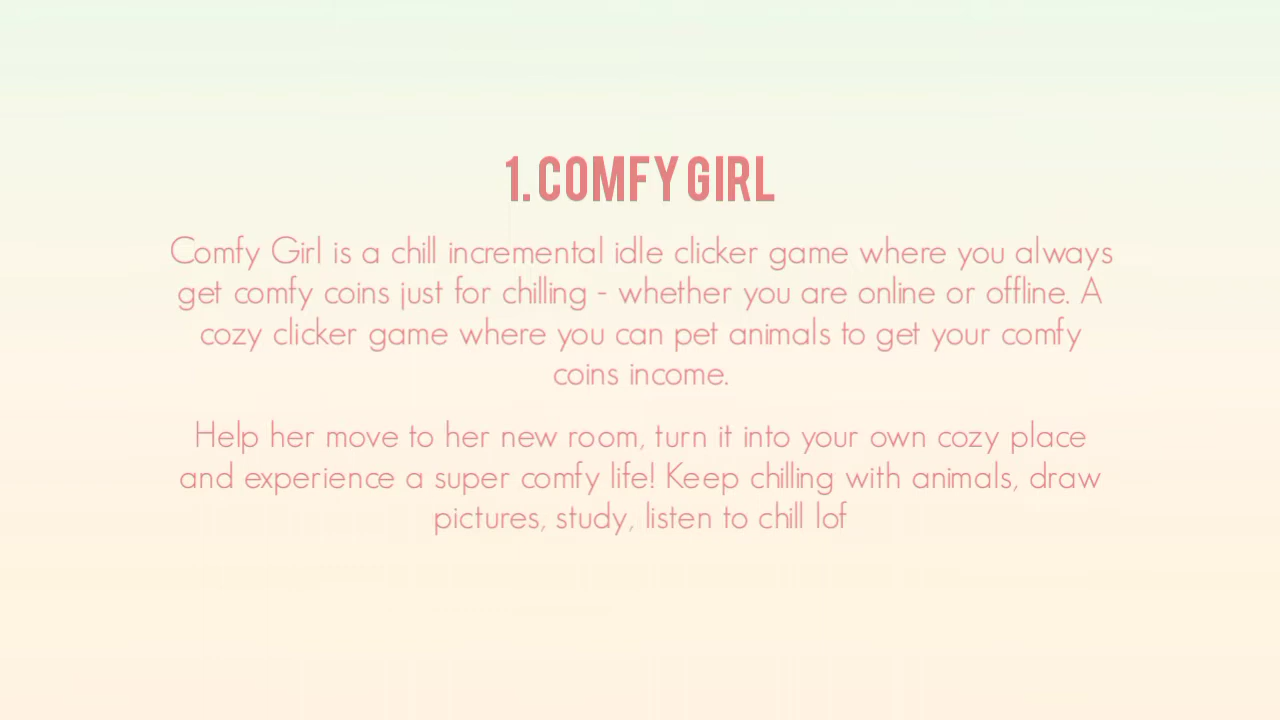 1. COMFY GIRL
Comfy Girl is a chill incremental idle clicker game where you always
get comfy coins just for chilling - whether you are online or offline. A
cozy clicker game where you can pet animals to get your comfy
coins income.
Help her move to her new room, turn it into your own cozy place
and experience a super comfy life! Keep chilling with animals, draw
pictures, study, listen to chill lof